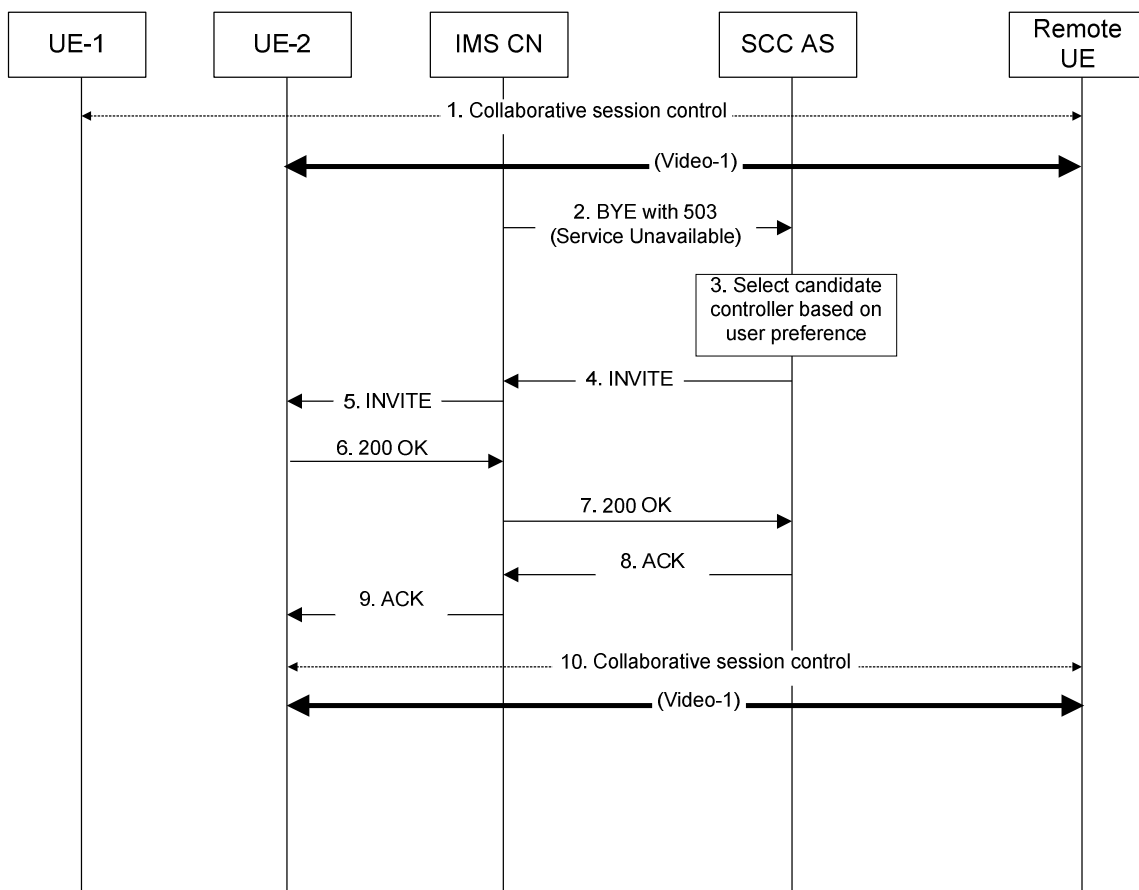 UE-1
UE-2
IMS CN
SCC AS
Remote
UE
1. Collaborative session control
(Video-1)
2. BYE with 503
(Service Unavailable)
3. Select candidate
controller based on
user preference
4. INVITE
5. INVITE
6. 200 OK
7. 200 OK
8. ACK
9. ACK
10. Collaborative session control
(Video-1)